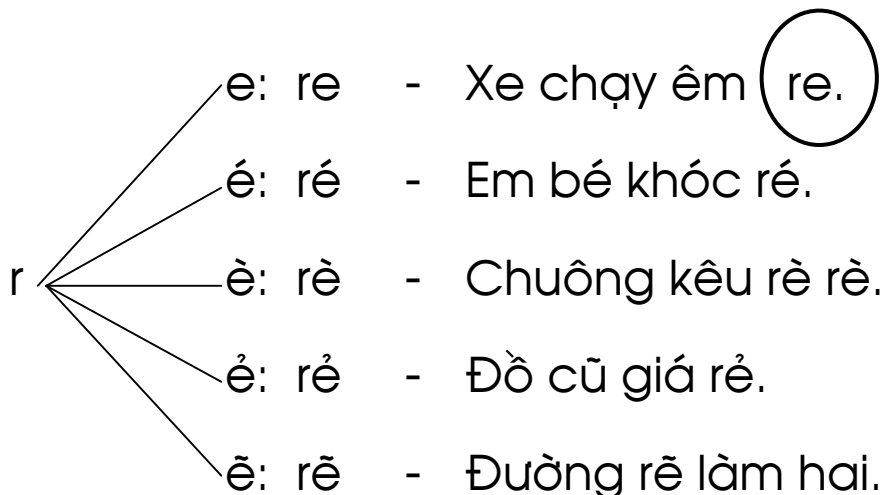 e: re - Xe chạy êm re.
é: ré - Em bé khóc ré.
r è: rè - Chuông kêu rè rè.
ẻ: rẻ - Đồ cũ giá rẻ.
ẽ: rẽ - Đường rẽ làm hai.